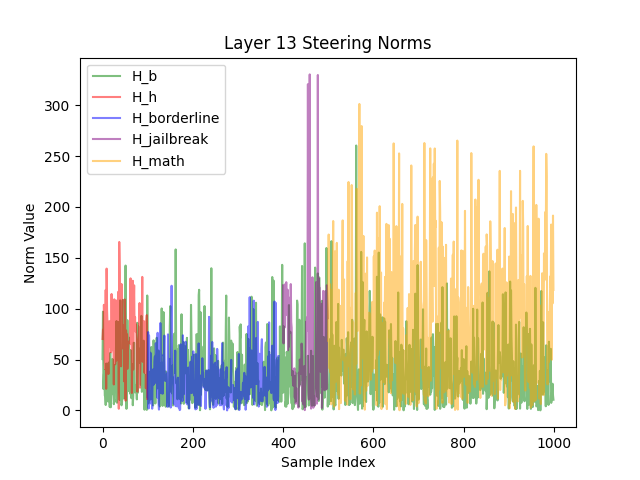 Layer 13 Steering Norms
H_b
H_h
H_borderline
H_jailbreak
H_math
Norm Value
300
250
200
150
100
50
0
0
200
400
600
800
1000
Sample Index